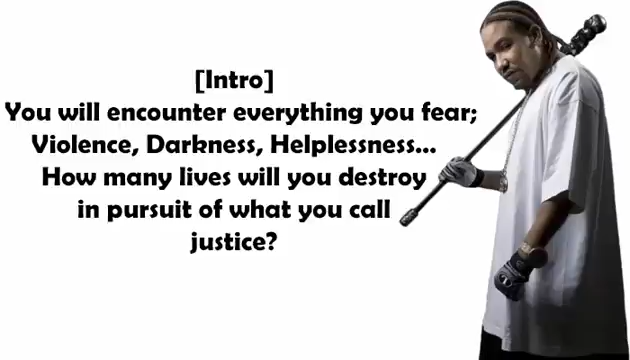 [Intro]
You will encounter everything you fear;
Violence, Darkness, Helplessness...
How many lives will you destroy
in pursuit of what you call
justice?